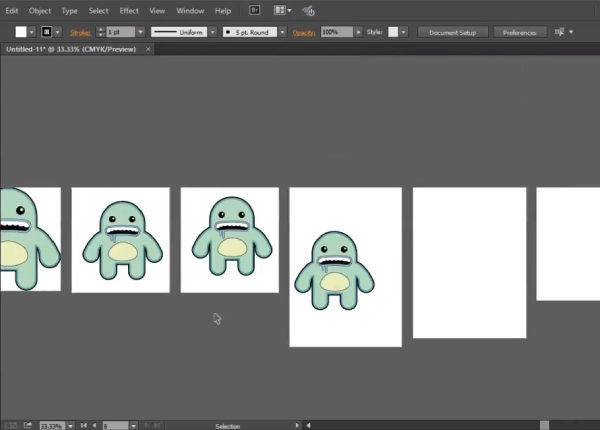 Edit Object Type Select Effect View Window Help Br
Stroke: 1 pt Uniform 5 pt. Round Opacity: 100% Style: Document Setup Preferences
Untitled-11* @ 33.33% (CMYK/Preview) ×
33.33% Selection